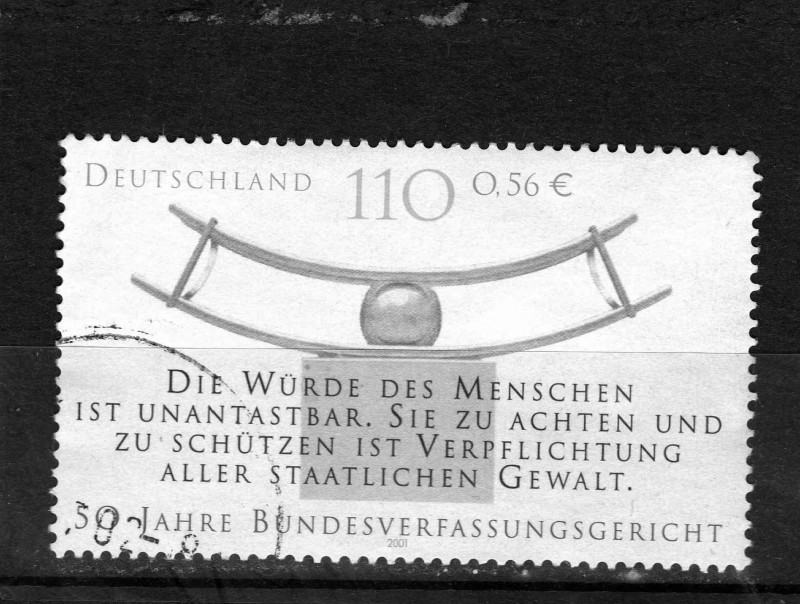 DEUTSCHLAND 110 0,56 €
DIE WÜRDE DES MENSCHEN
IST UNANTASTBAR. SIE ZU ACHTEN UND
ZU SCHÜTZEN IST VERPFLICHTUNG
ALLER STAATLICHEN GEWALT.
50 JAHRE BUNDESVERFASSUNGSGERICHT
2001